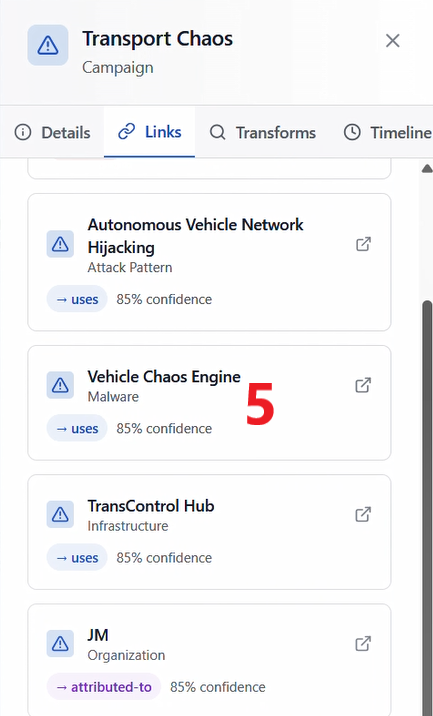 Transport Chaos
Campaign
Details Links Transforms Timeline
Autonomous Vehicle Network
Hijacking
Attack Pattern
→ uses 85% confidence
Vehicle Chaos Engine
Malware
5
→ uses 85% confidence
TransControl Hub
Infrastructure
→ uses 85% confidence
JM
Organization
→ attributed-to 85% confidence